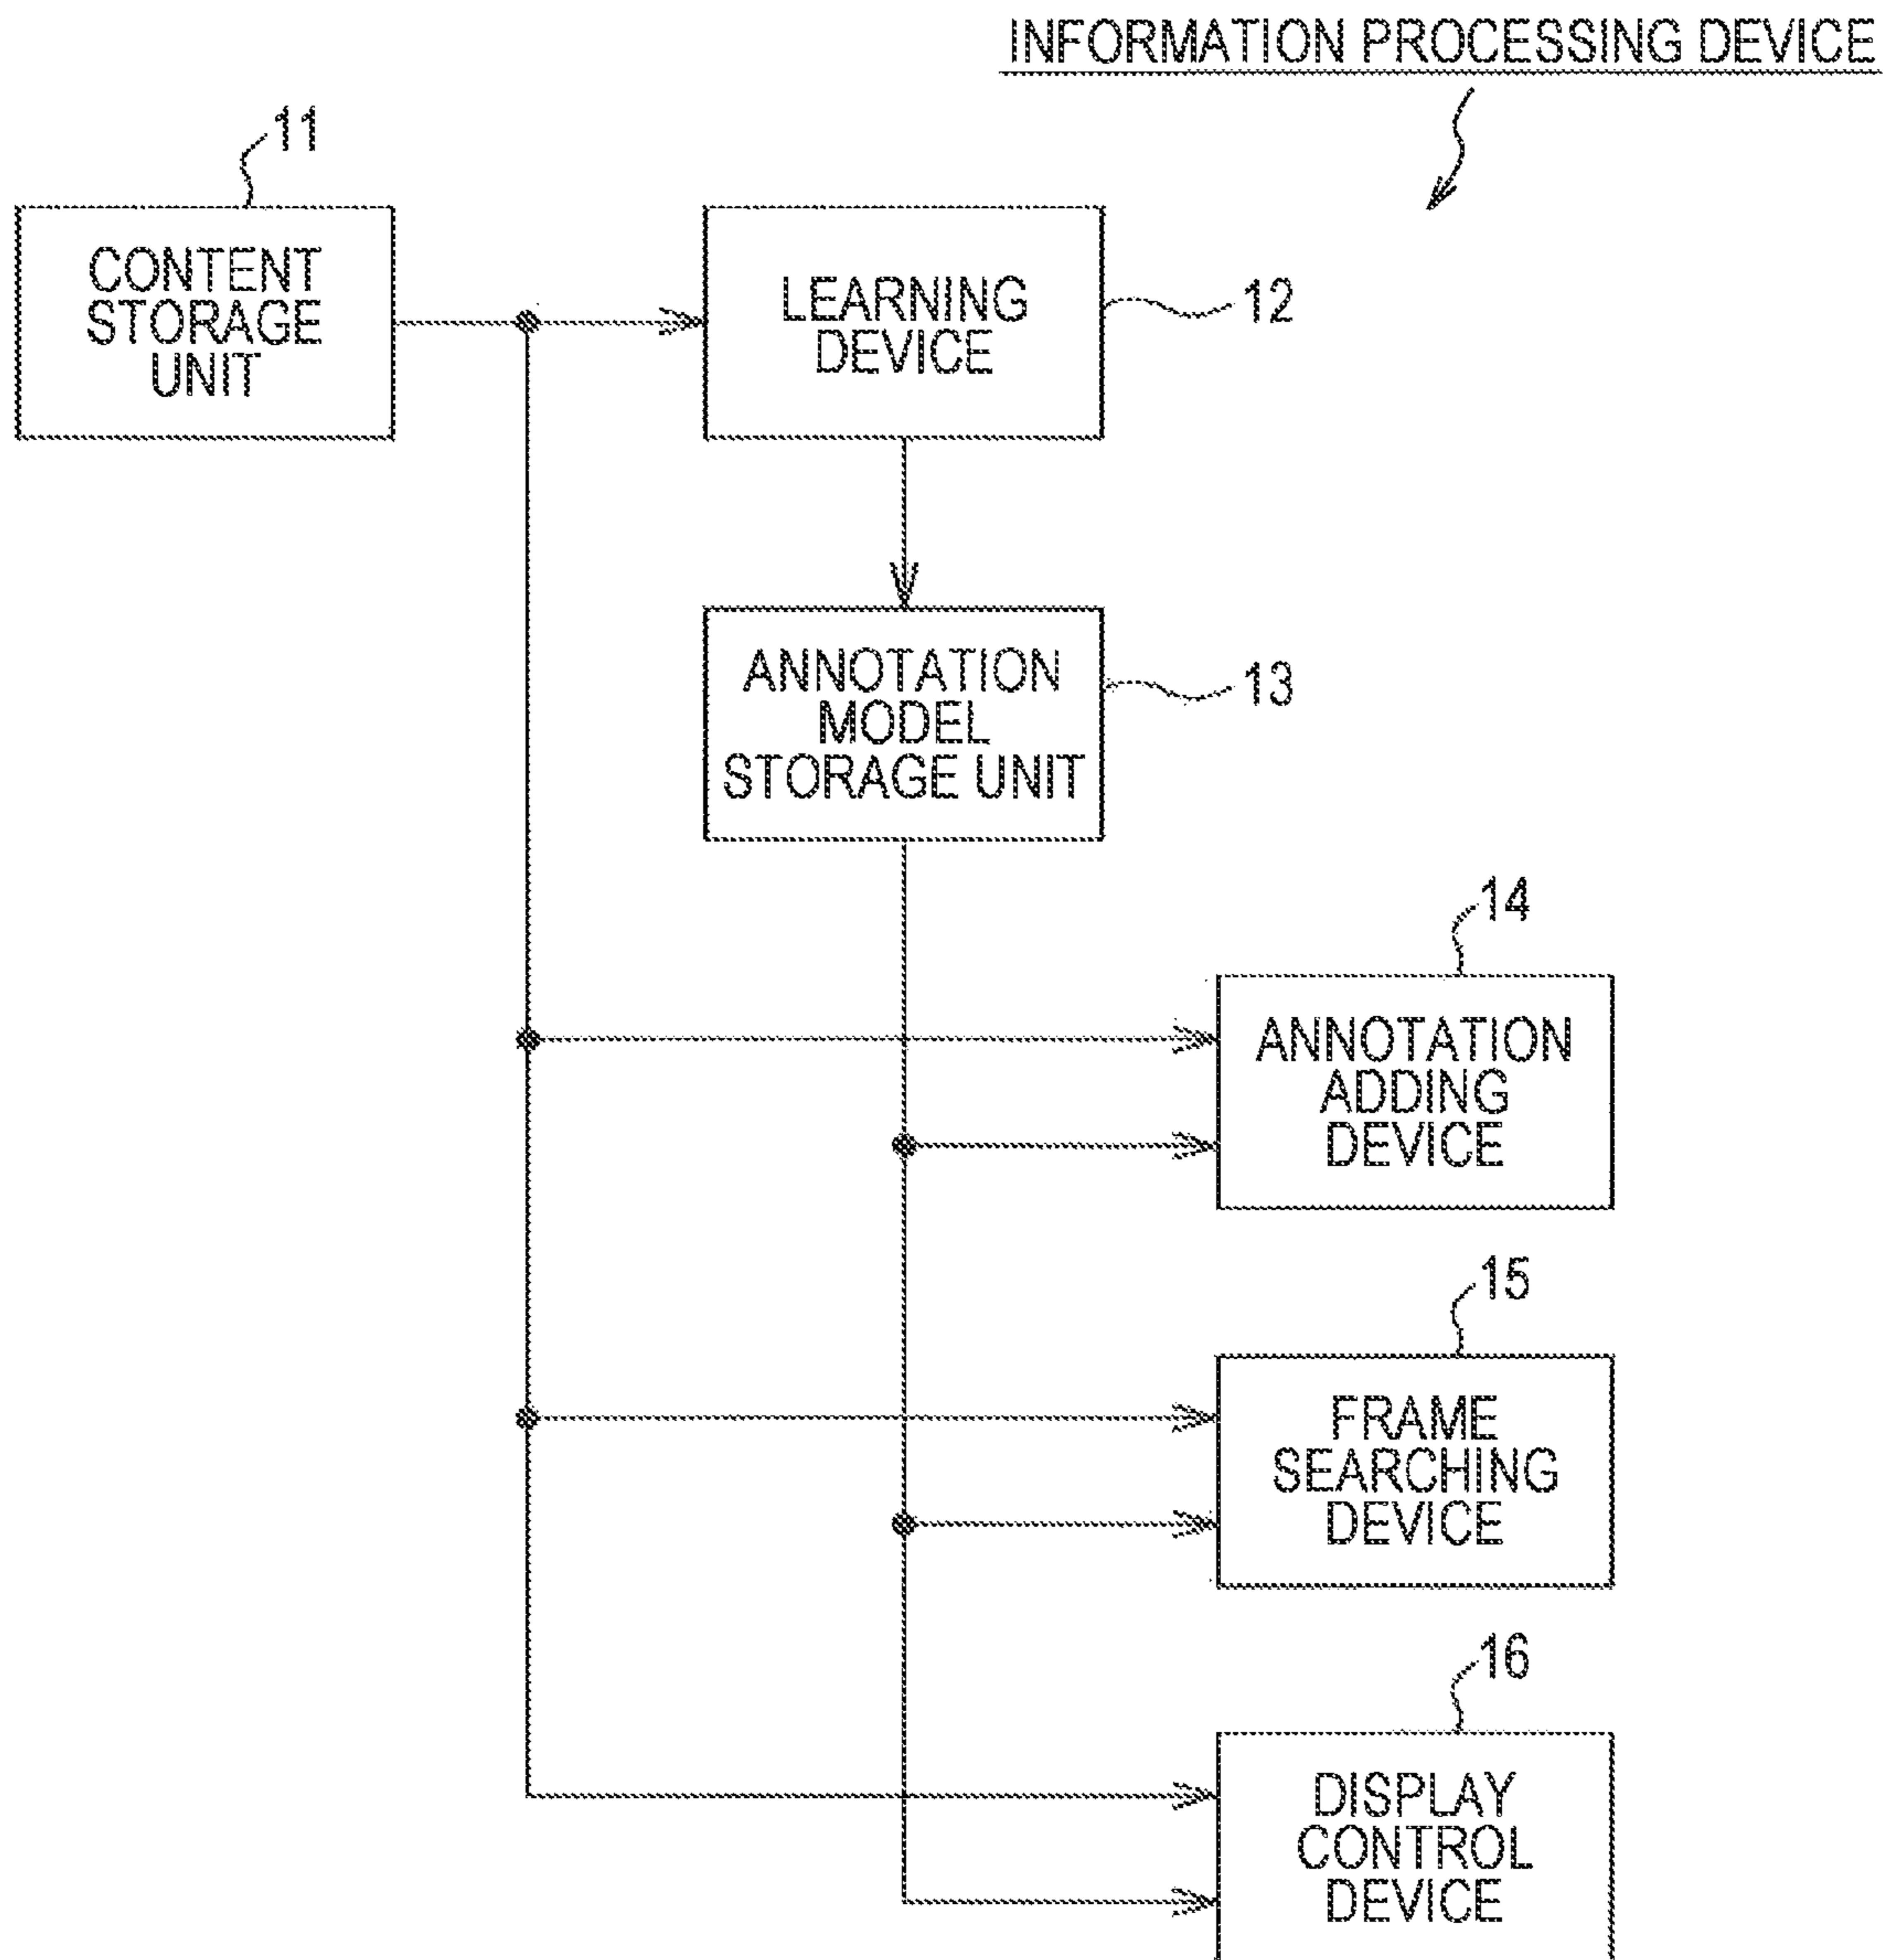 INFORMATION PROCESSING DEVICE
11
CONTENT
STORAGE
UNIT
LEARNING
DEVICE
12
ANNOTATION
MODEL
STORAGE UNIT
13
14
ANNOTATION
ADDING
DEVICE
15
FRAME
SEARCHING
DEVICE
16
DISPLAY
CONTROL
DEVICE